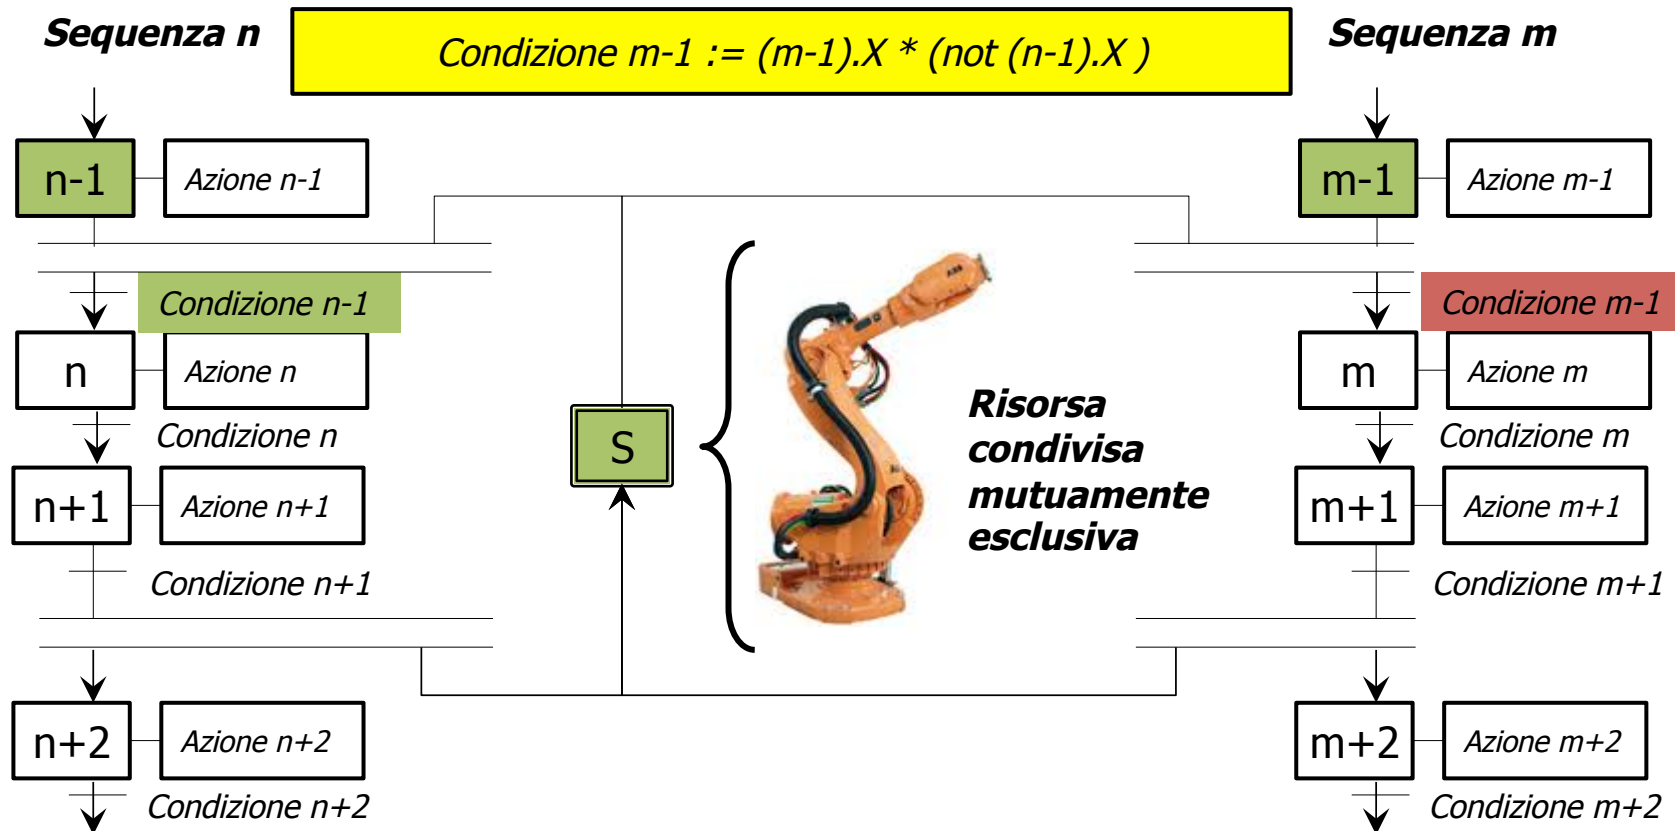 Sequenza n
Condizione m-1 := (m-1).X * (not (n-1).X )
Sequenza m
n-1
Azione n-1
m-1
Azione m-1
Condizione n-1
Condizione m-1
n
Azione n
m
Azione m
Condizione n
Condizione m
S
Risorsa
condivisa
mutuamente
esclusiva
ABB
n+1
Azione n+1
m+1
Azione m+1
Condizione n+1
Condizione m+1
n+2
Azione n+2
m+2
Azione m+2
Condizione n+2
Condizione m+2